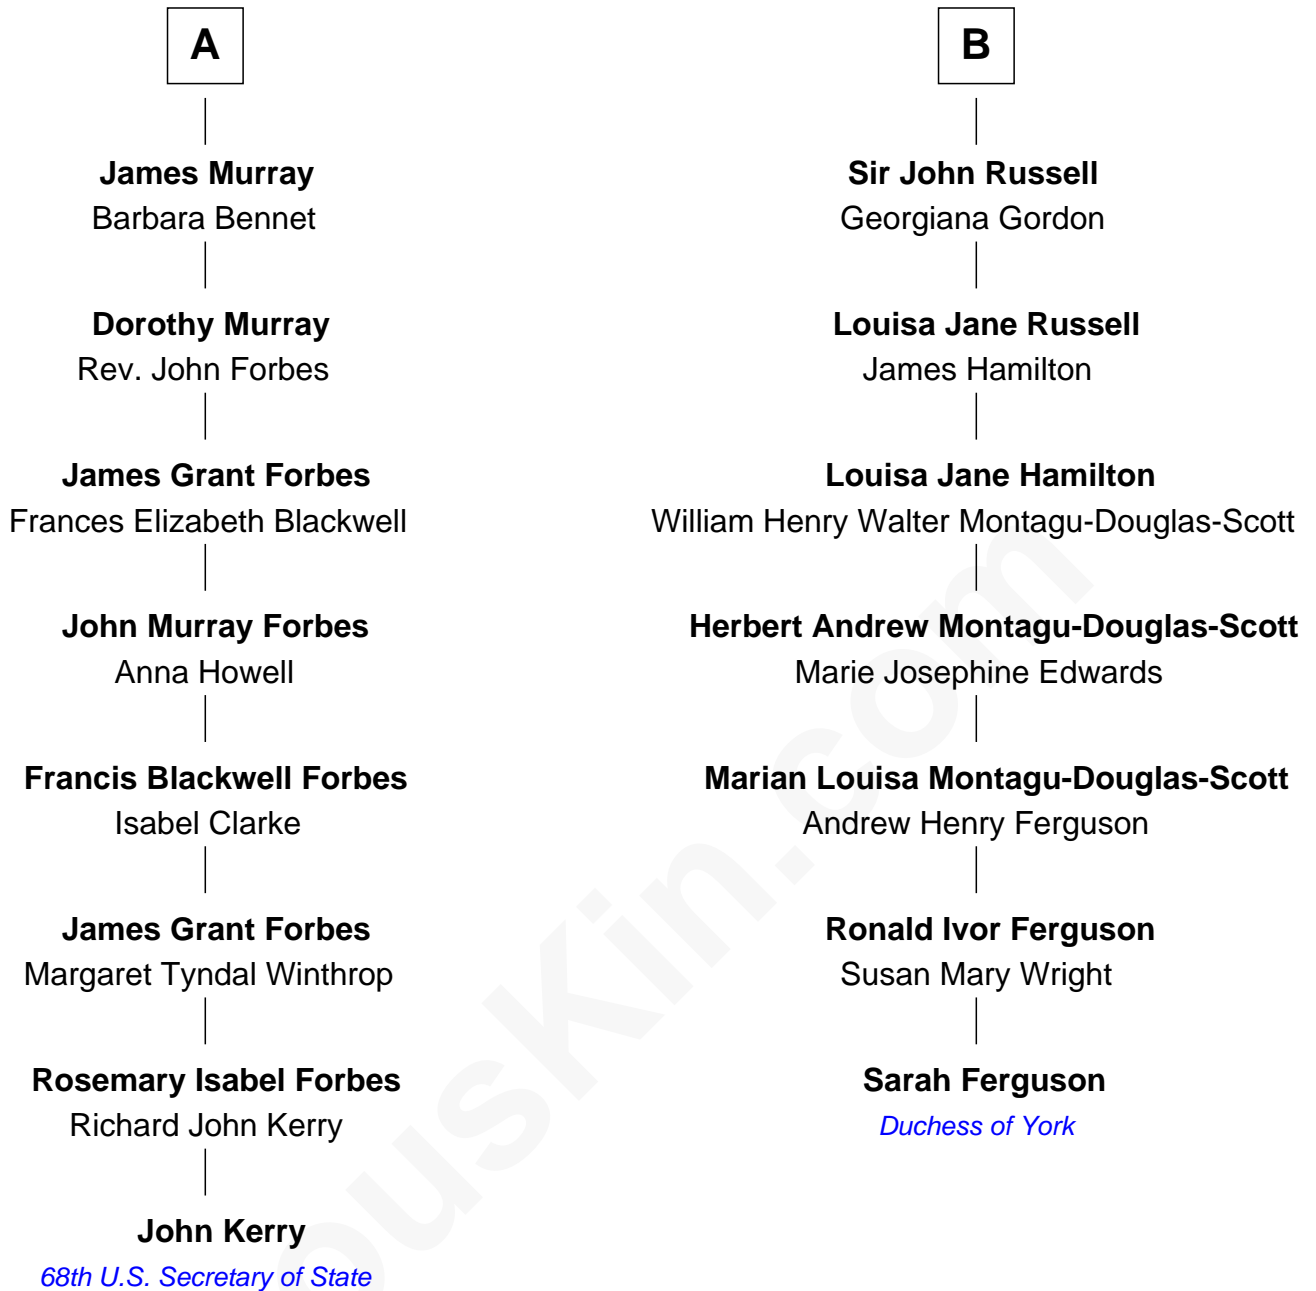 A
James Murray
Barbara Bennet
Dorothy Murray
Rev. John Forbes
James Grant Forbes
Frances Elizabeth Blackwell
John Murray Forbes
Anna Howell
Francis Blackwell Forbes
Isabel Clarke
James Grant Forbes
Margaret Tyndal Winthrop
Rosemary Isabel Forbes
Richard John Kerry
John Kerry
68th U.S. Secretary of State
B
Sir John Russell
Georgiana Gordon
Louisa Jane Russell
James Hamilton
Louisa Jane Hamilton
William Henry Walter Montagu-Douglas-Scott
Herbert Andrew Montagu-Douglas-Scott
Marie Josephine Edwards
Marian Louisa Montagu-Douglas-Scott
Andrew Henry Ferguson
Ronald Ivor Ferguson
Susan Mary Wright
Sarah Ferguson
Duchess of York
ousKin.com